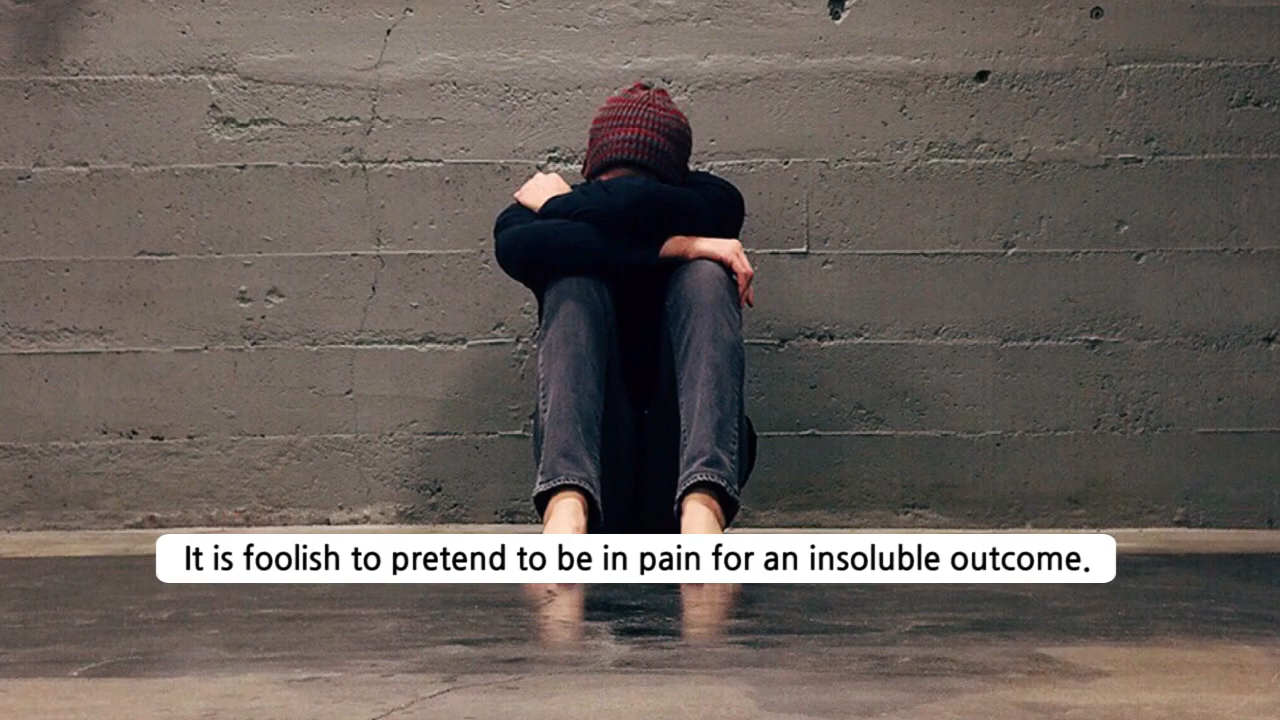 It is foolish to pretend to be in pain for an insoluble outcome.